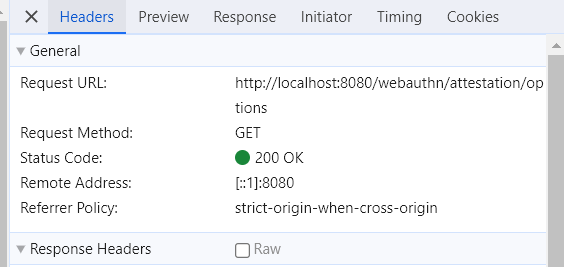 Headers Preview Response Initiator Timing Cookies
General
Request URL: http://localhost:8080/webauthn/attestation/op
tions
Request Method: GET
Status Code: 200 OK
Remote Address: [::1]:8080
Referrer Policy: strict-origin-when-cross-origin
Response Headers Raw